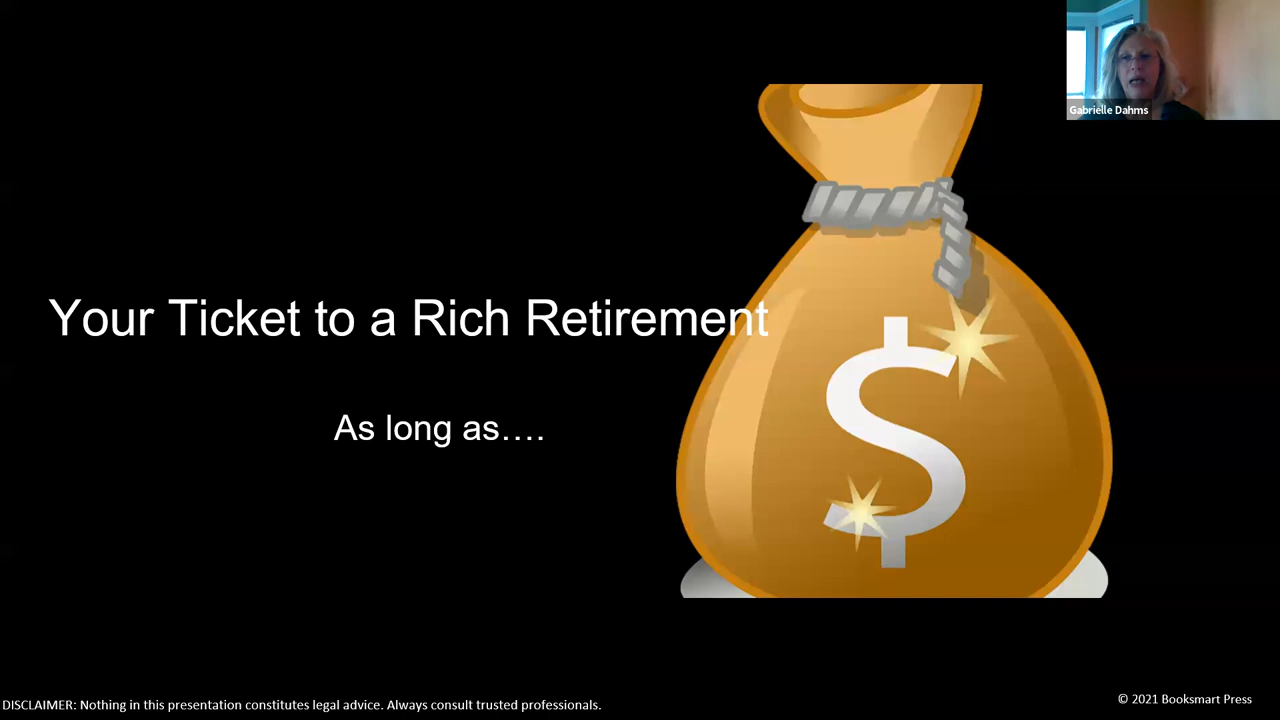 Gabrielle Dahms
Your Ticket to a Rich Retirement
As long as….
$
DISCLAIMER: Nothing in this presentation constitutes legal advice. Always consult trusted professionals.
© 2021 Booksmart Press